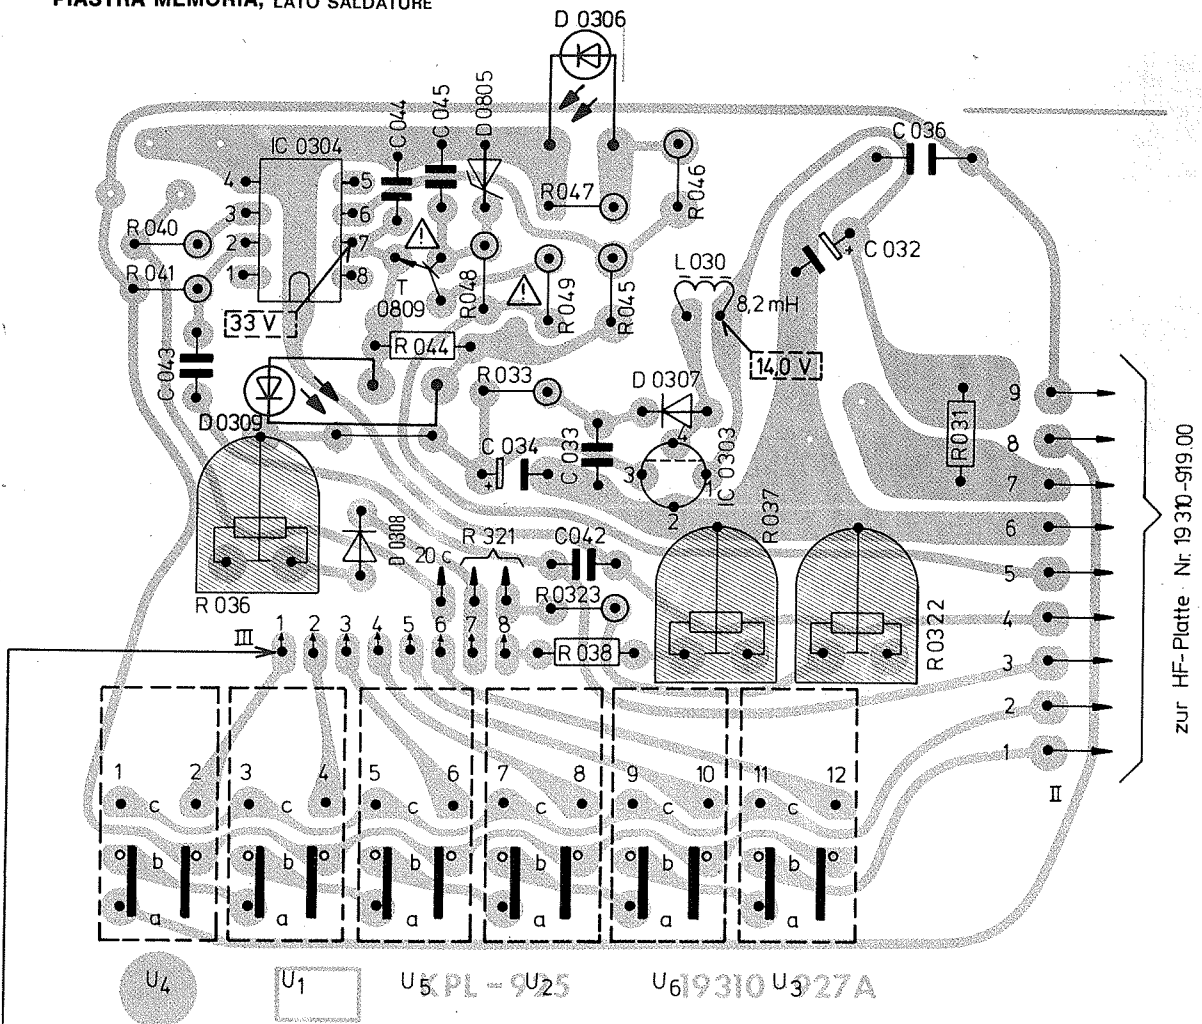 PIASTRA MEMORIA, LATO SALDATURE
D 0306
C 044
C 045
D 0805
IC 0304
C 036
4
5
R 047
R 046
3
6
R 040
2
7
C 032
R 041
1
8
L 030
8,2 mH
T
0809
R 048
R 049
R 045
33 V
R 044
14,0 V
C 043
R 033
D 0307
9
D 0309
R 031
8
C 034
C 033
4
3
1
IC 0303
7
2
R 037
6
zur HF-Platte Nr. 19310-919.00
D 0308
20 c
R 321
C042
5
R 036
R0323
R 0322
4
III
1
2
3
4
5
6
7
8
R 038
3
2
1
II
1
2
3
4
5
6
7
8
9
10
11
12
c
c
c
c
c
c
b
b
b
b
b
b
a
a
a
a
a
a
U4
U1
U5
KPL-925
U2
U6
19310
U3
927A